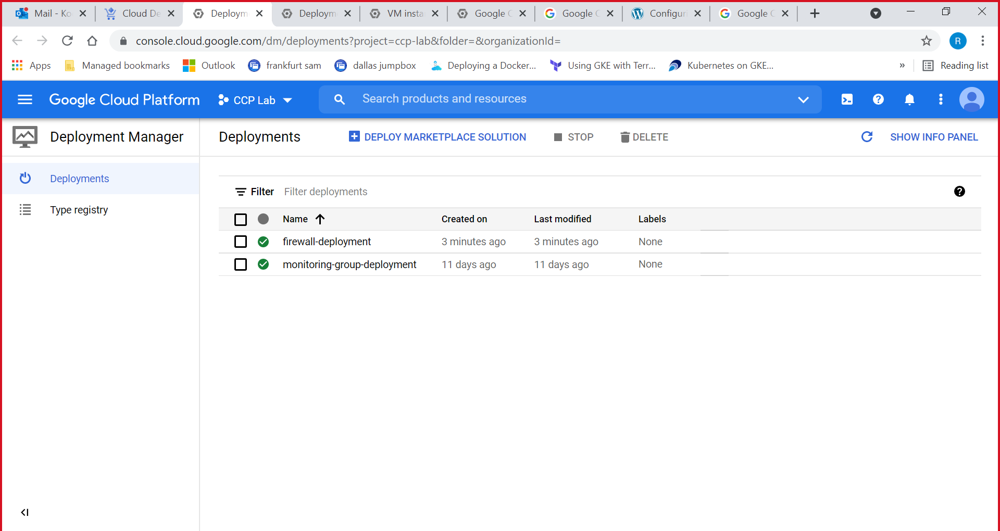 Mail - Ko
Cloud De
Deploym
Deploym
VM insta
Google C
Google C
Configuri
Google C
console.cloud.google.com/dm/deployments?project=ccp-lab&folder=&organizationId=
R
Apps
Managed bookmarks
Outlook
frankfurt sam
dallas jumpbox
Deploying a Docker...
Using GKE with Terr...
Kubernetes on GKE...
»
Reading list
Google Cloud Platform
CCP Lab
Search products and resources
Deployment Manager
Deployments
DEPLOY MARKETPLACE SOLUTION
STOP
DELETE
SHOW INFO PANEL
Deployments
Type registry
Filter Filter deployments
Name Created on Last modified Labels
firewall-deployment 3 minutes ago 3 minutes ago None
monitoring-group-deployment 11 days ago 11 days ago None